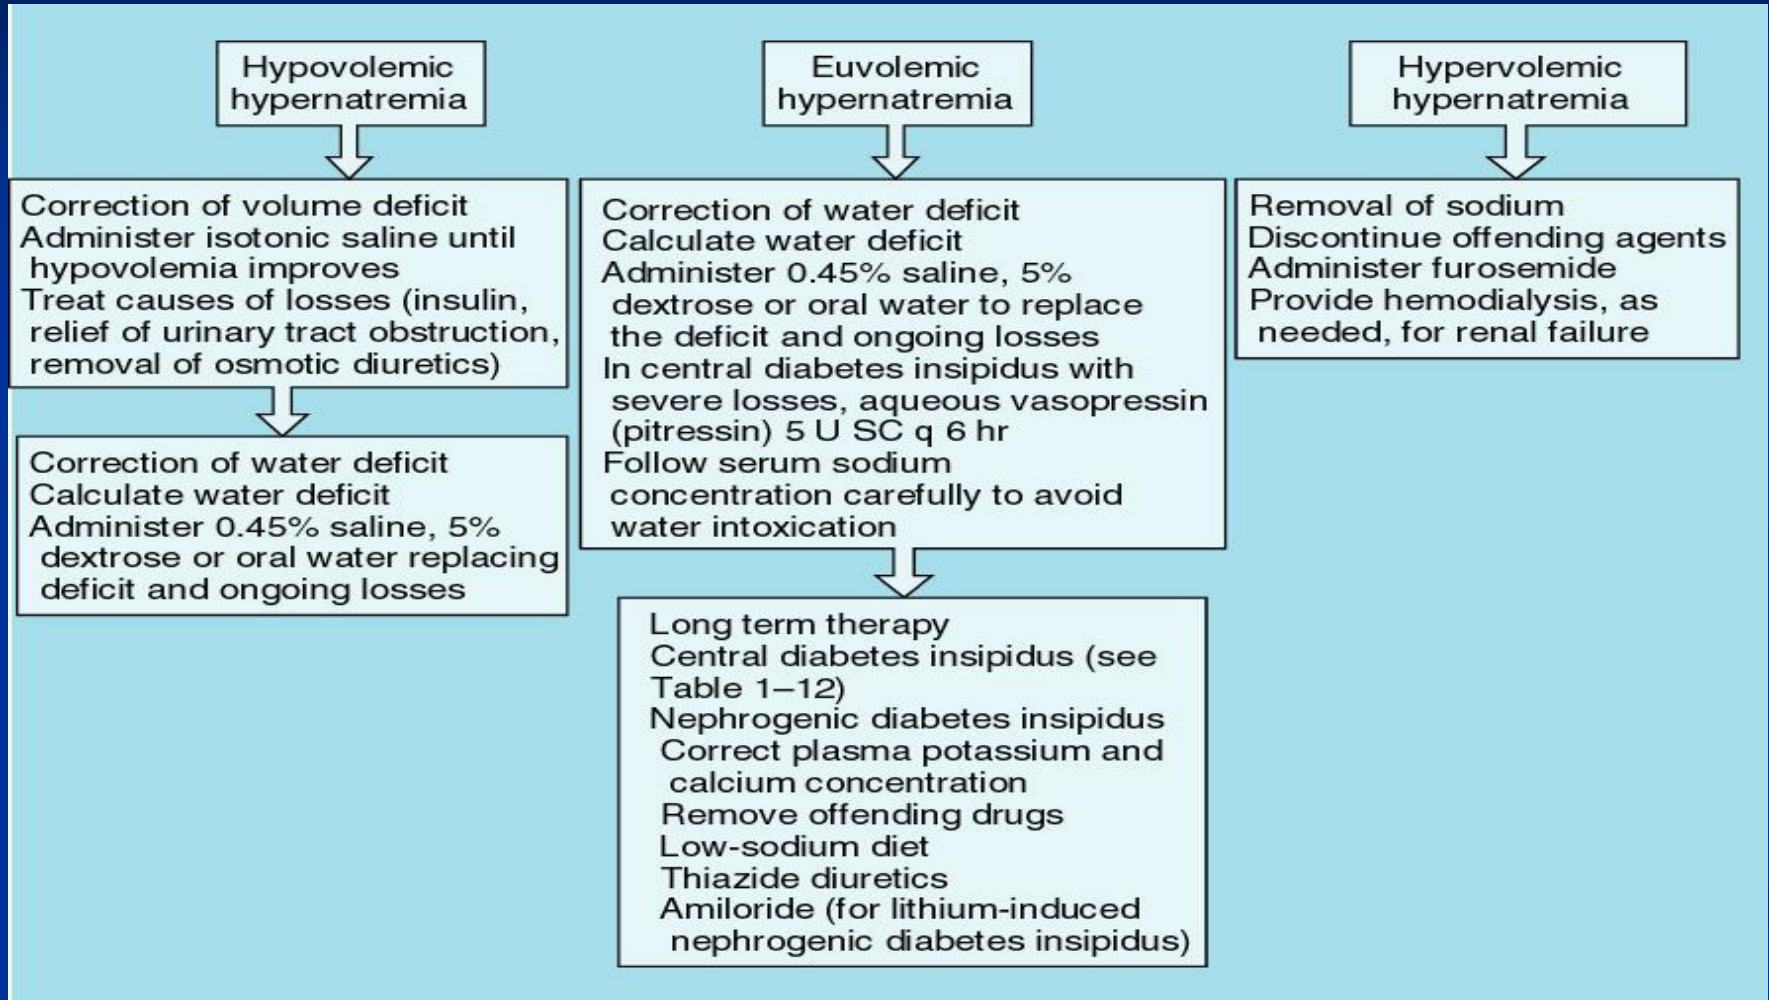 Hypovolemic
hypernatremia
Correction of volume deficit
Administer isotonic saline until
hypovolemia improves
Treat causes of losses (insulin,
relief of urinary tract obstruction,
removal of osmotic diuretics)
Correction of water deficit
Calculate water deficit
Administer 0.45% saline, 5%
dextrose or oral water replacing
deficit and ongoing losses
Euvolemic
hypernatremia
Correction of water deficit
Calculate water deficit
Administer 0.45% saline, 5%
dextrose or oral water to replace
the deficit and ongoing losses
In central diabetes insipidus with
severe losses, aqueous vasopressin
(pitressin) 5 U SC q 6 hr
Follow serum sodium
concentration carefully to avoid
water intoxication
Long term therapy
Central diabetes insipidus (see
Table 1–12)
Nephrogenic diabetes insipidus
Correct plasma potassium and
calcium concentration
Remove offending drugs
Low-sodium diet
Thiazide diuretics
Amiloride (for lithium-induced
nephrogenic diabetes insipidus)
Hypervolemic
hypernatremia
Removal of sodium
Discontinue offending agents
Administer furosemide
Provide hemodialysis, as
needed, for renal failure